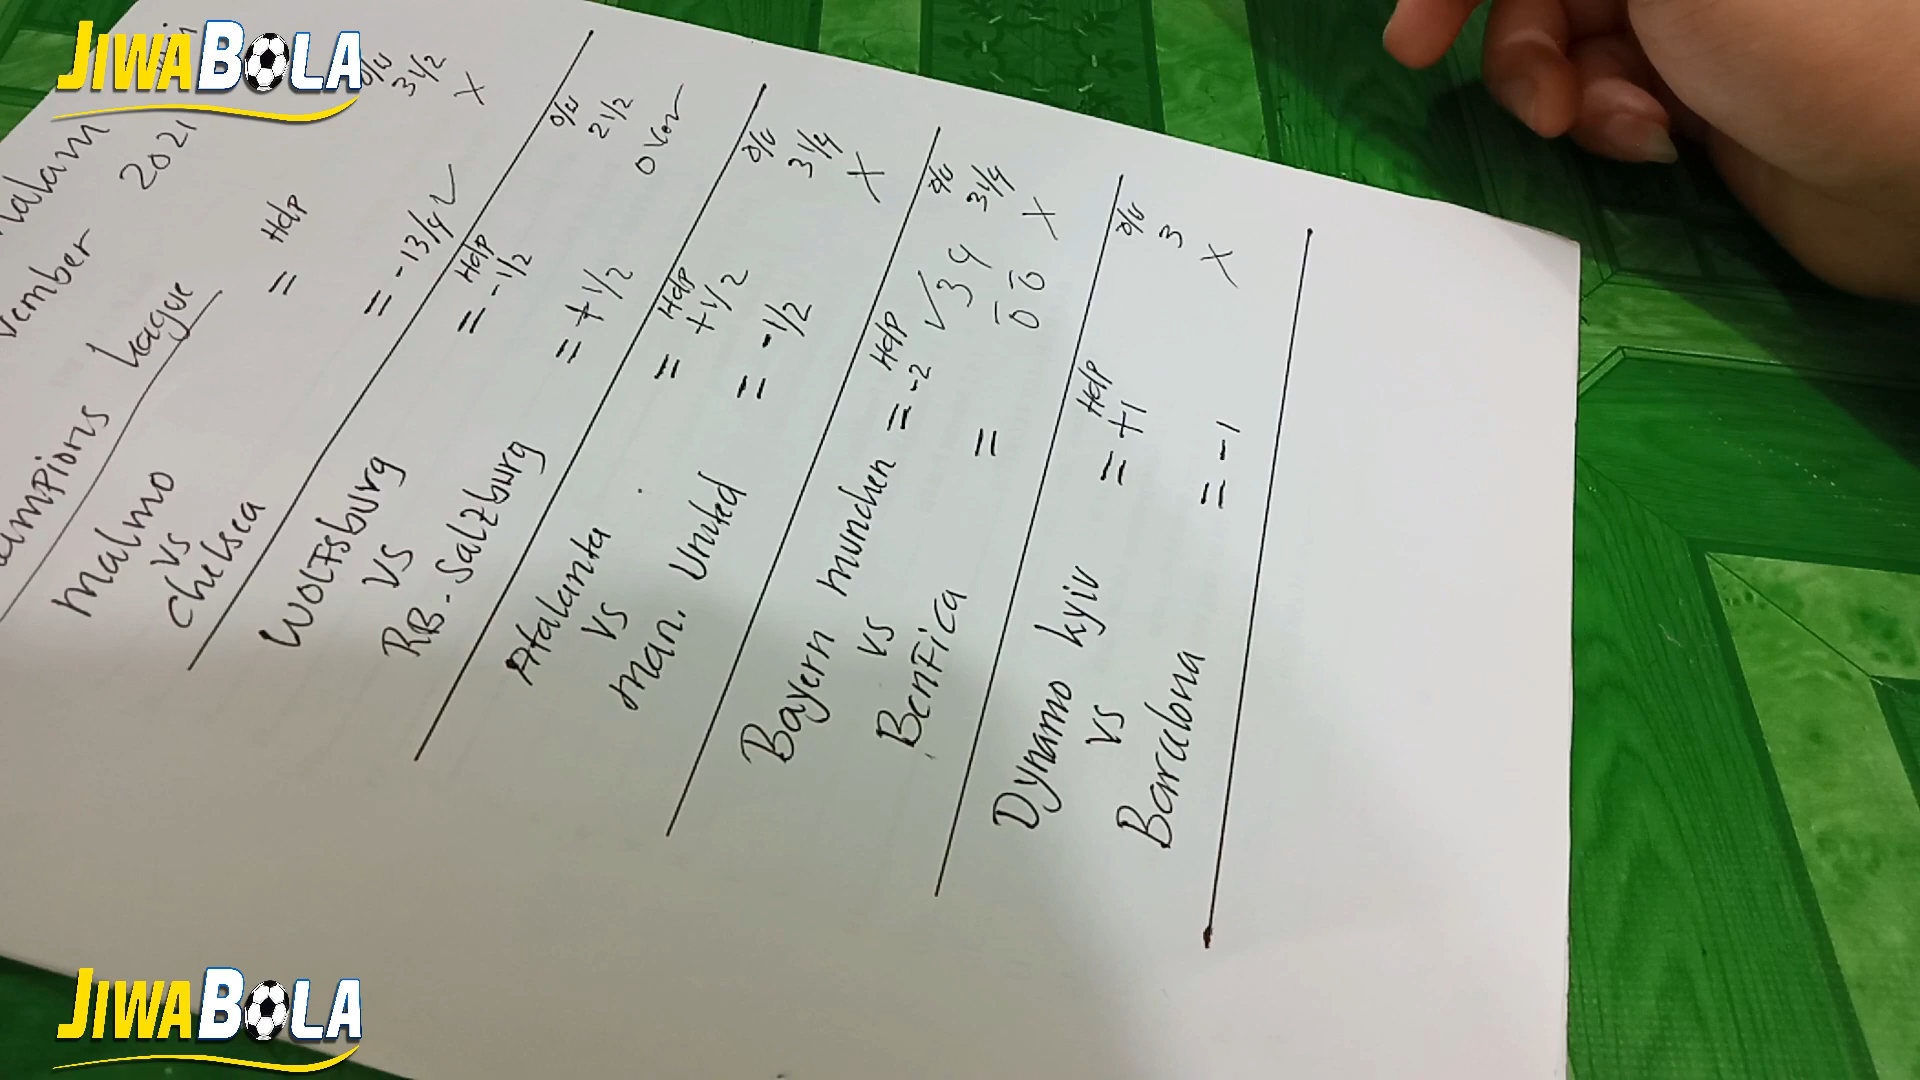 JIWABOLA
malam
vember 2021
League
malmo = Hdp O/U
vs 3 1/2
chelsea = -1 3/4 ✓ X
WOLFsburg = Hdp -1/2 O/U
vs 2 1/2
RB-Salzburg = +1/2 over
Atalanta = Hdp +1/2 O/U
vs 3 1/4
man. United = -1/2 X
Bayern munchen = Hdp -2 ✓ 3 4 O/U
vs 3 1/4
Benfica = 0 0 X
Dynamo kyiv = Hdp +1 O/U
vs 3
Barcelona = -1 X
JIWABOLA